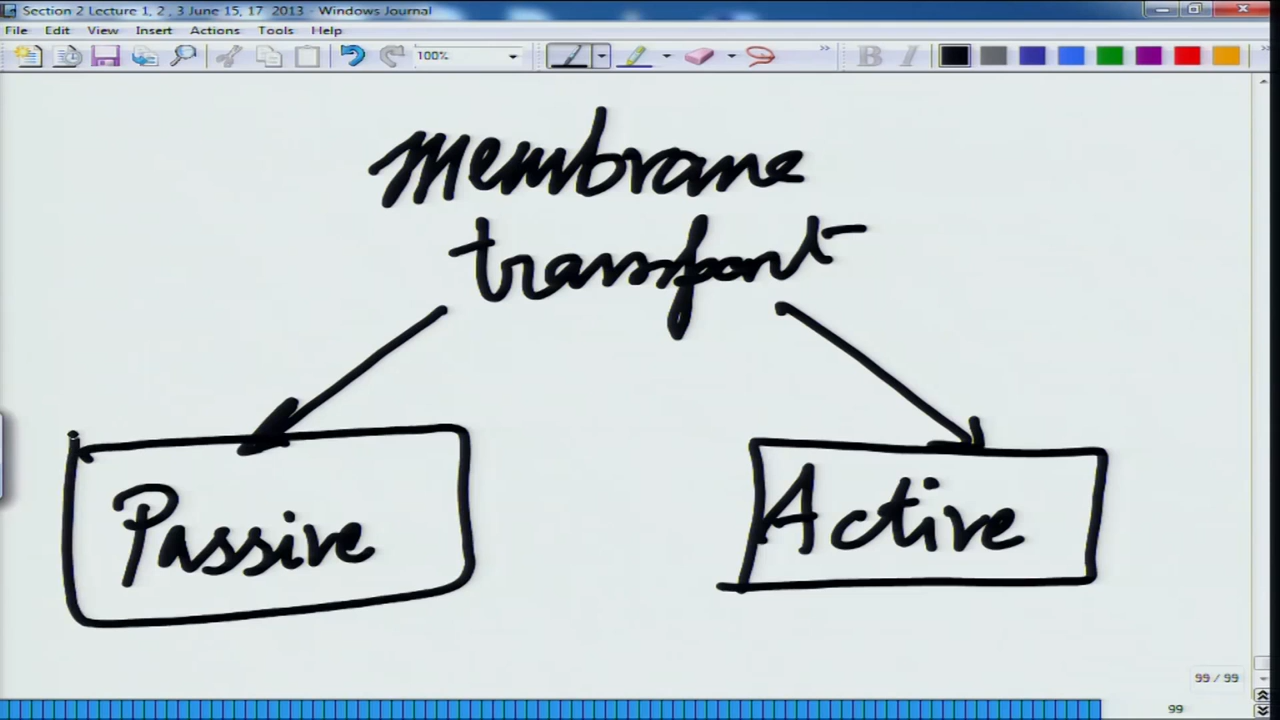 Section 2 Lecture 1, 2 , 3 June 15, 17 2013 - Windows Journal
File Edit View Insert Actions Tools Help
100% B I
membrane
transport
Passive
Active
99 / 99
99